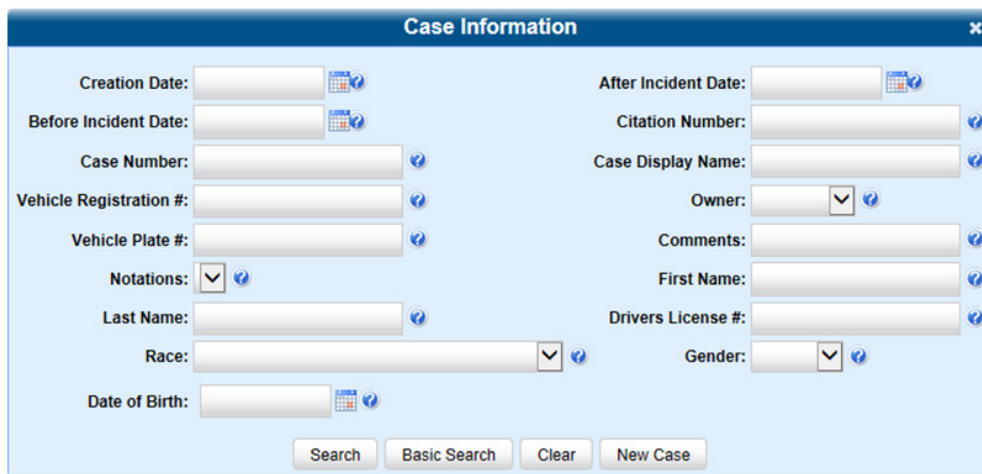 Case Information
Creation Date: After Incident Date:
Before Incident Date: Citation Number:
Case Number: Case Display Name:
Vehicle Registration #: Owner:
Vehicle Plate #: Comments:
Notations: First Name:
Last Name: Drivers License #:
Race: Gender:
Date of Birth:
Search Basic Search Clear New Case